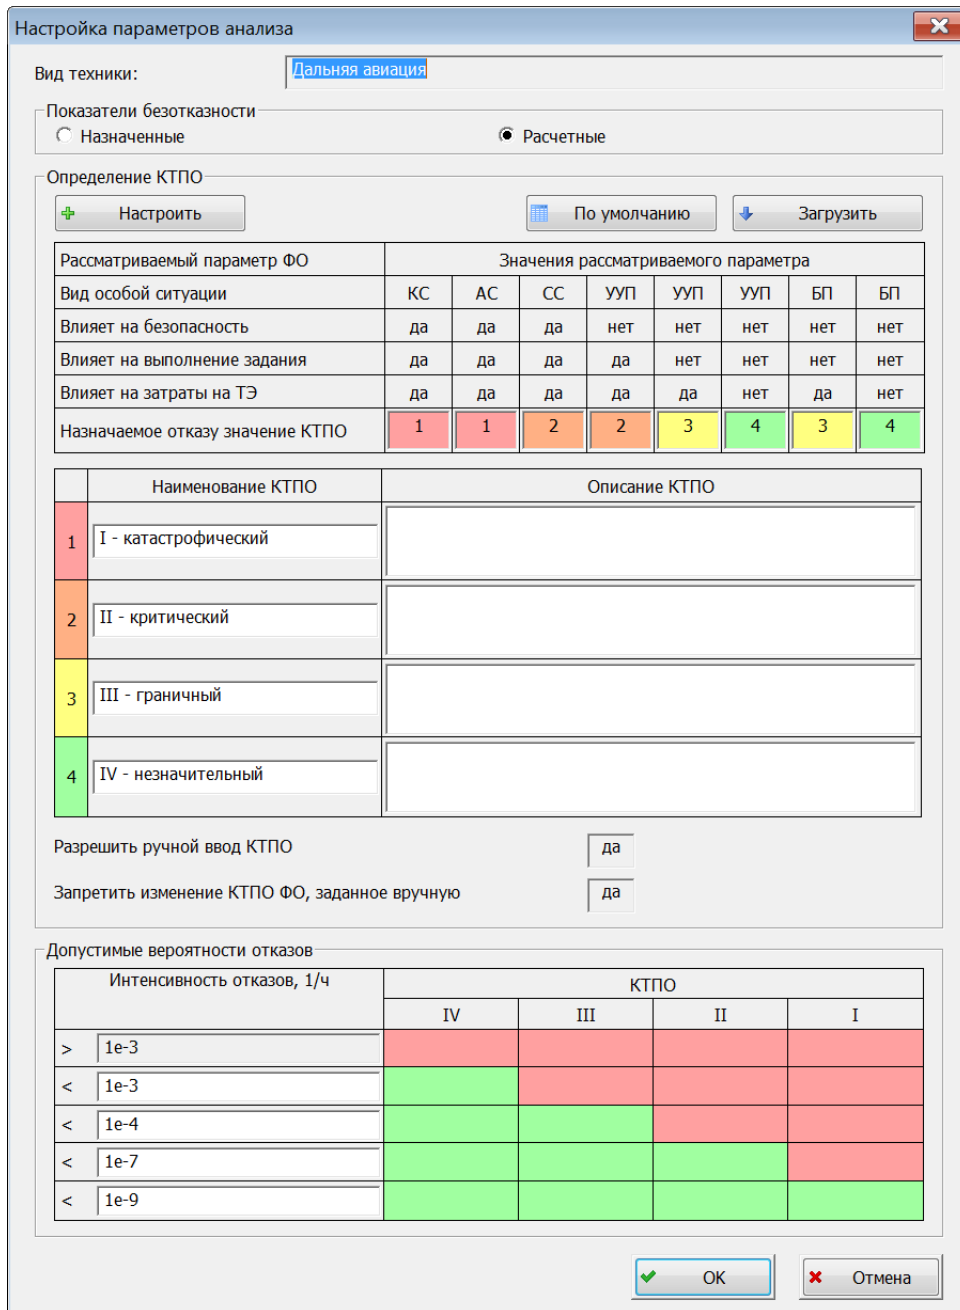 Настройка параметров анализа
Вид техники: Дальняя авиация
Показатели безотказности
Назначенные Расчетные
Определение КТПО
Настроить По умолчанию Загрузить
Рассматриваемый параметр ФО Значения рассматриваемого параметра
Вид особой ситуации КС АС СС УУП УУП УУП БП БП
Влияет на безопасность да да да нет нет нет нет нет
Влияет на выполнение задания да да да да нет нет нет нет
Влияет на затраты на ТЭ да да да да да нет да нет
Назначаемое отказу значение КТПО 1 1 2 2 3 4 3 4
Наименование КТПО Описание КТПО
1 I - катастрофический
2 II - критический
3 III - граничный
4 IV - незначительный
Разрешить ручной ввод КТПО да
Запретить изменение КТПО ФО, заданное вручную да
Допустимые вероятности отказов
Интенсивность отказов, 1/ч КТПО
IV III II I
> 1e-3
< 1e-3
< 1e-4
< 1e-7
< 1e-9
OK Отмена